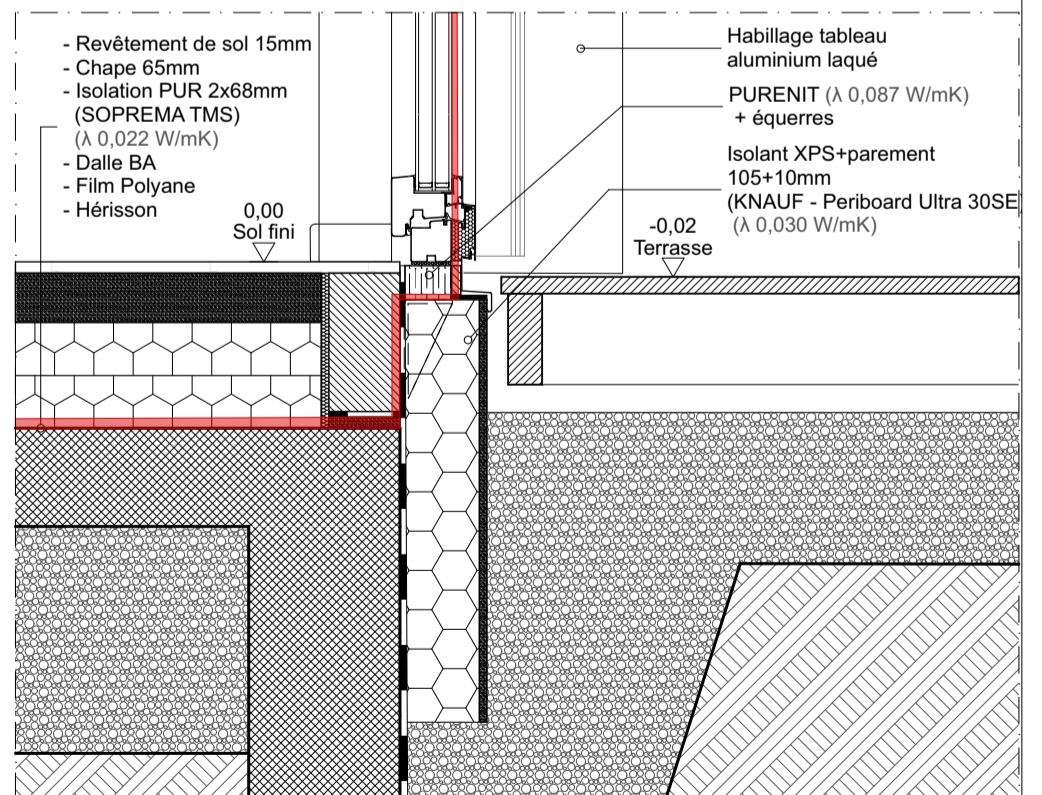 - Revêtement de sol 15mm
- Chape 65mm
- Isolation PUR 2x68mm
(SOPREMA TMS)
(λ 0,022 W/mK)
- Dalle BA
- Film Polyane
- Hérisson
0,00
Sol fini
Habillage tableau
aluminium laqué
PURENIT (λ 0,087 W/mK)
+ équerres
Isolant XPS+parement
105+10mm
(KNAUF - Periboard Ultra 30SE
(λ 0,030 W/mK)
-0,02
Terrasse